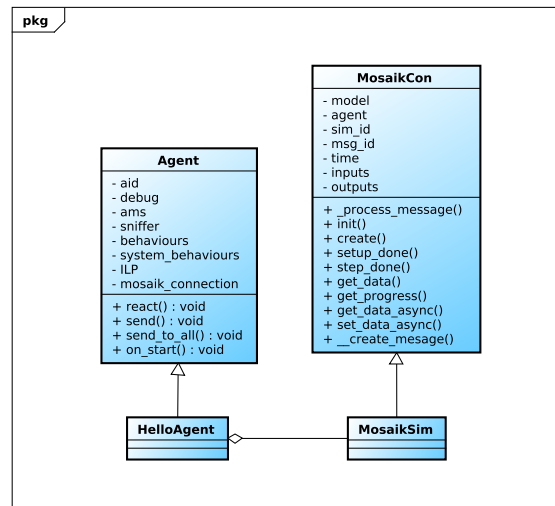 pkg
MosaikCon
- model
- agent
- sim_id
- msg_id
- time
- inputs
- outputs
+ _process_message()
+ init()
+ create()
+ setup_done()
+ step_done()
+ get_data()
+ get_progress()
+ get_data_async()
+ set_data_async()
+ __create_mesage()
Agent
- aid
- debug
- ams
- sniffer
- behaviours
- system_behaviours
- ILP
- mosaik_connection
+ react() : void
+ send() : void
+ send_to_all() : void
+ on_start() : void
HelloAgent
MosaikSim